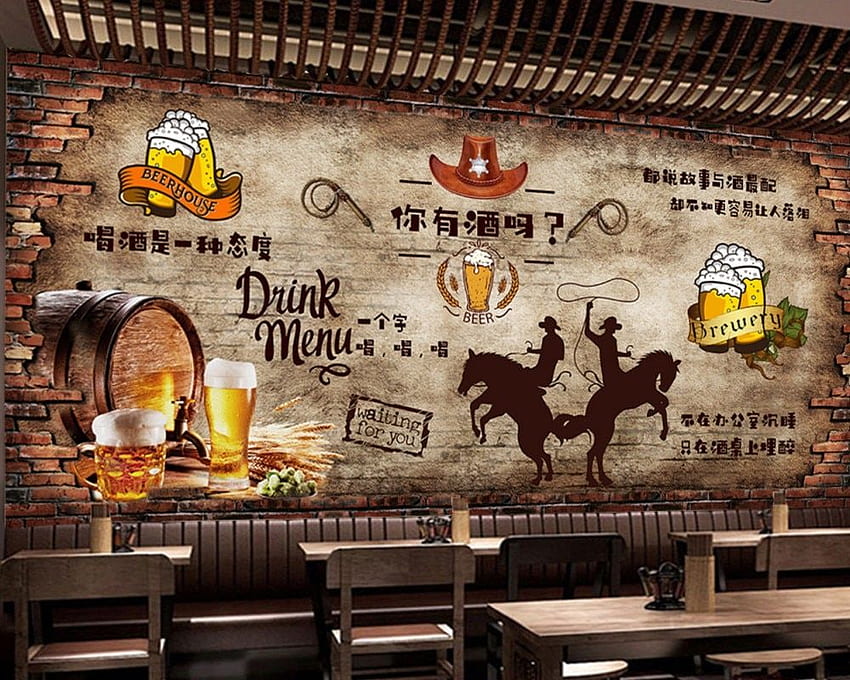 BEERHOUSE
喝酒是一种态度
你有酒吗？
都说故事与酒最配
却不知更容易让人落泪
Drink
Menu
一个字
喝，喝，喝
BEER
Brewery
waiting
for you
不在办公室沉睡
只在酒桌上埋醉